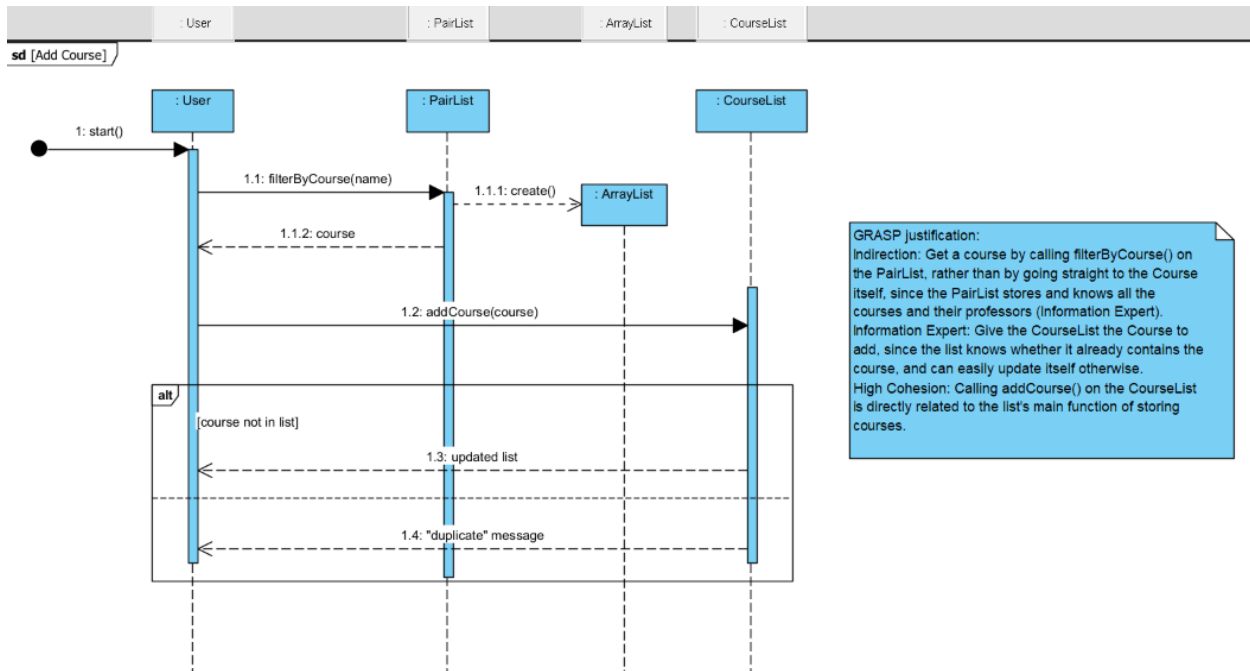 : User
: PairList
: ArrayList
: CourseList
sd [Add Course]
: User
: PairList
: CourseList
1: start()
1.1: filterByCourse(name)
1.1.1: create()
: ArrayList
1.1.2: course
1.2: addCourse(course)
alt
[course not in list]
1.3: updated list
1.4: "duplicate" message
GRASP justification:
Indirection: Get a course by calling filterByCourse() on
the PairList, rather than by going straight to the Course
itself, since the PairList stores and knows all the
courses and their professors (Information Expert).
Information Expert: Give the CourseList the Course to
add, since the list knows whether it already contains the
course, and can easily update itself otherwise.
High Cohesion: Calling addCourse() on the CourseList
is directly related to the list's main function of storing
courses.